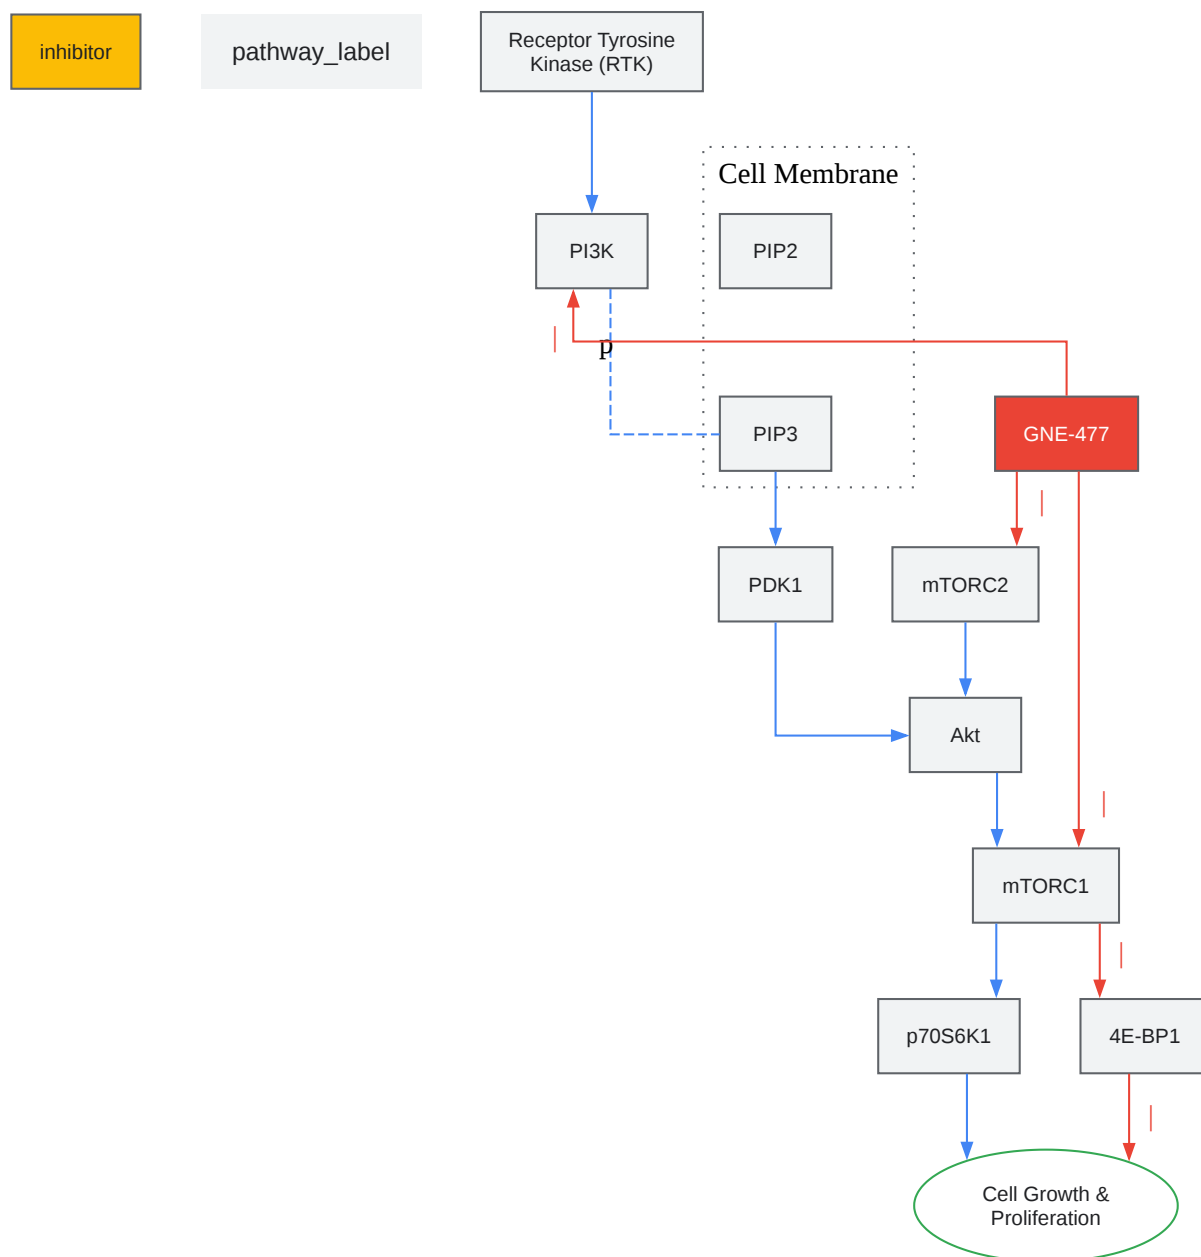 inhibitor
pathway_label
Receptor Tyrosine
Kinase (RTK)
Cell Membrane
PI3K
PIP2
|
p
PIP3
GNE-477
|
PDK1
mTORC2
Akt
|
mTORC1
|
p70S6K1
4E-BP1
|
Cell Growth &
Proliferation